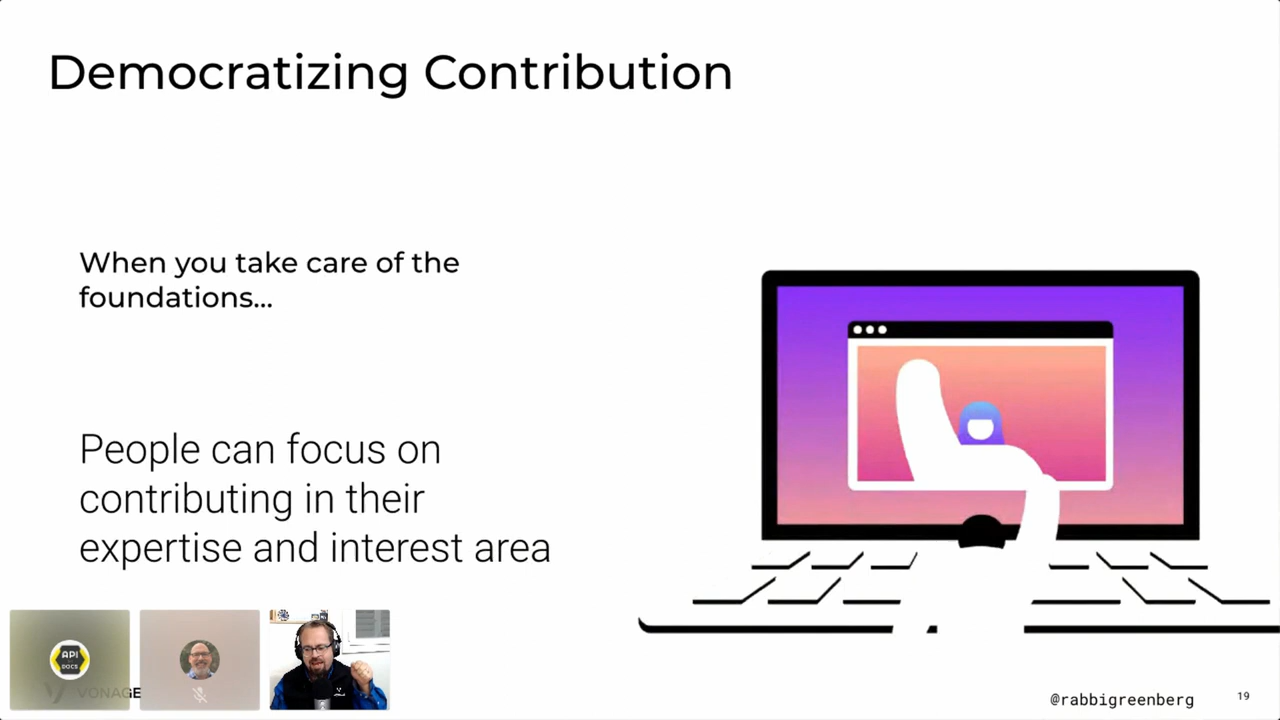 Democratizing Contribution
When you take care of the
foundations...
People can focus on
contributing in their
expertise and interest area
API
DOCS
VONAGE
@rabbigreenberg
19